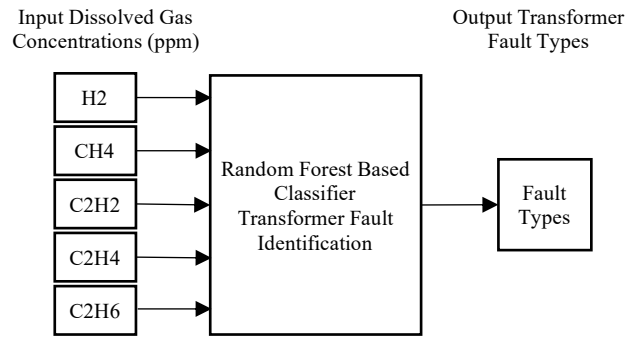 Input Dissolved Gas
Concentrations (ppm)
Output Transformer
Fault Types
H2
CH4
C2H2
C2H4
C2H6
Random Forest Based
Classifier
Transformer Fault
Identification
Fault
Types